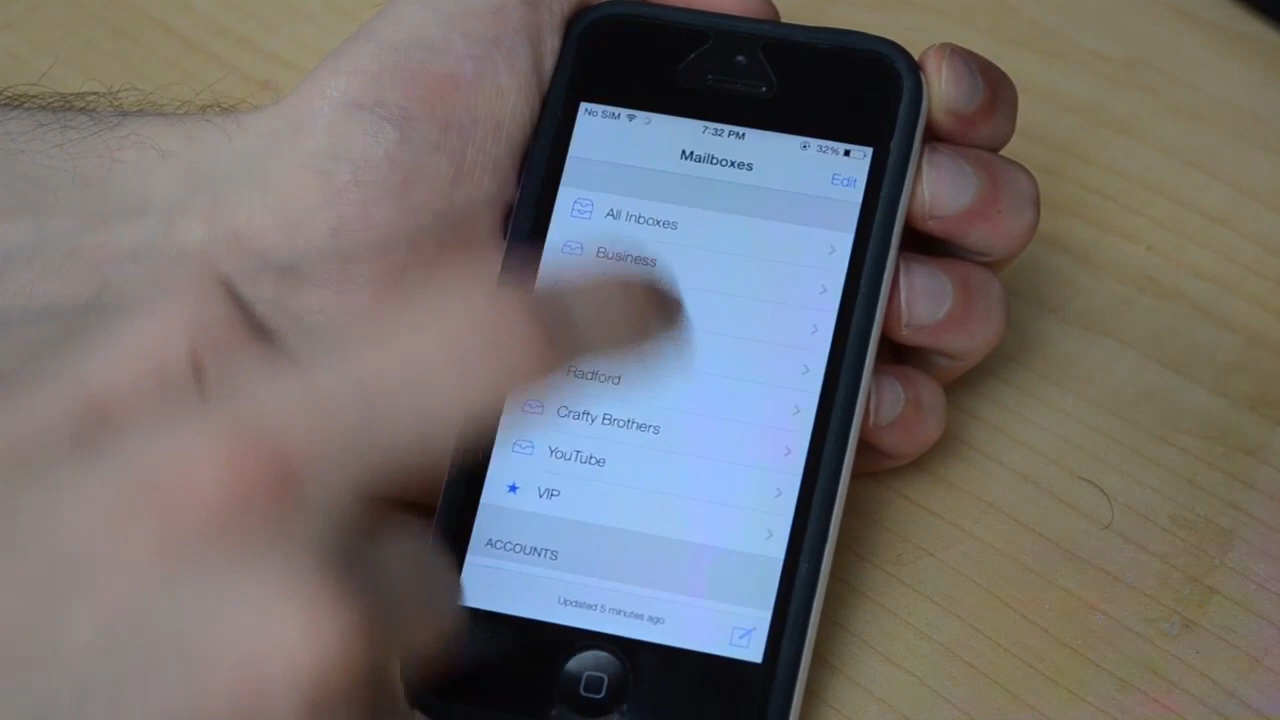 No SIM 7:32 PM 32%
Mailboxes
Edit
All Inboxes
Business
Radford
Crafty Brothers
YouTube
VIP
ACCOUNTS
Updated 5 minutes ago